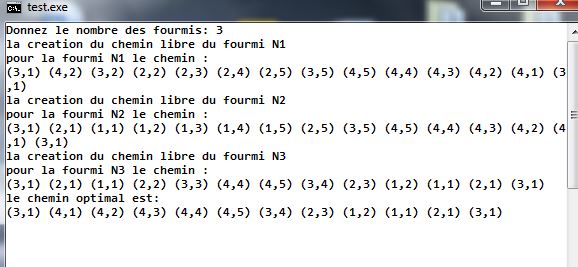 test.exe
Donnez le nombre des fourmis: 3
la creation du chemin libre du fourmi N1
pour la fourmi N1 le chemin :
(3,1) (4,2) (3,2) (2,2) (2,3) (2,4) (2,5) (3,5) (4,5) (4,4) (4,3) (4,2) (4,1) (3
,1)
la creation du chemin libre du fourmi N2
pour la fourmi N2 le chemin :
(3,1) (2,1) (1,1) (1,2) (1,3) (1,4) (1,5) (2,5) (3,5) (4,5) (4,4) (4,3) (4,2) (4
,1) (3,1)
la creation du chemin libre du fourmi N3
pour la fourmi N3 le chemin :
(3,1) (2,1) (1,1) (2,2) (3,3) (4,4) (4,5) (3,4) (2,3) (1,2) (1,1) (2,1) (3,1)
le chemin optimal est:
(3,1) (4,1) (4,2) (4,3) (4,4) (4,5) (3,4) (2,3) (1,2) (1,1) (2,1) (3,1)